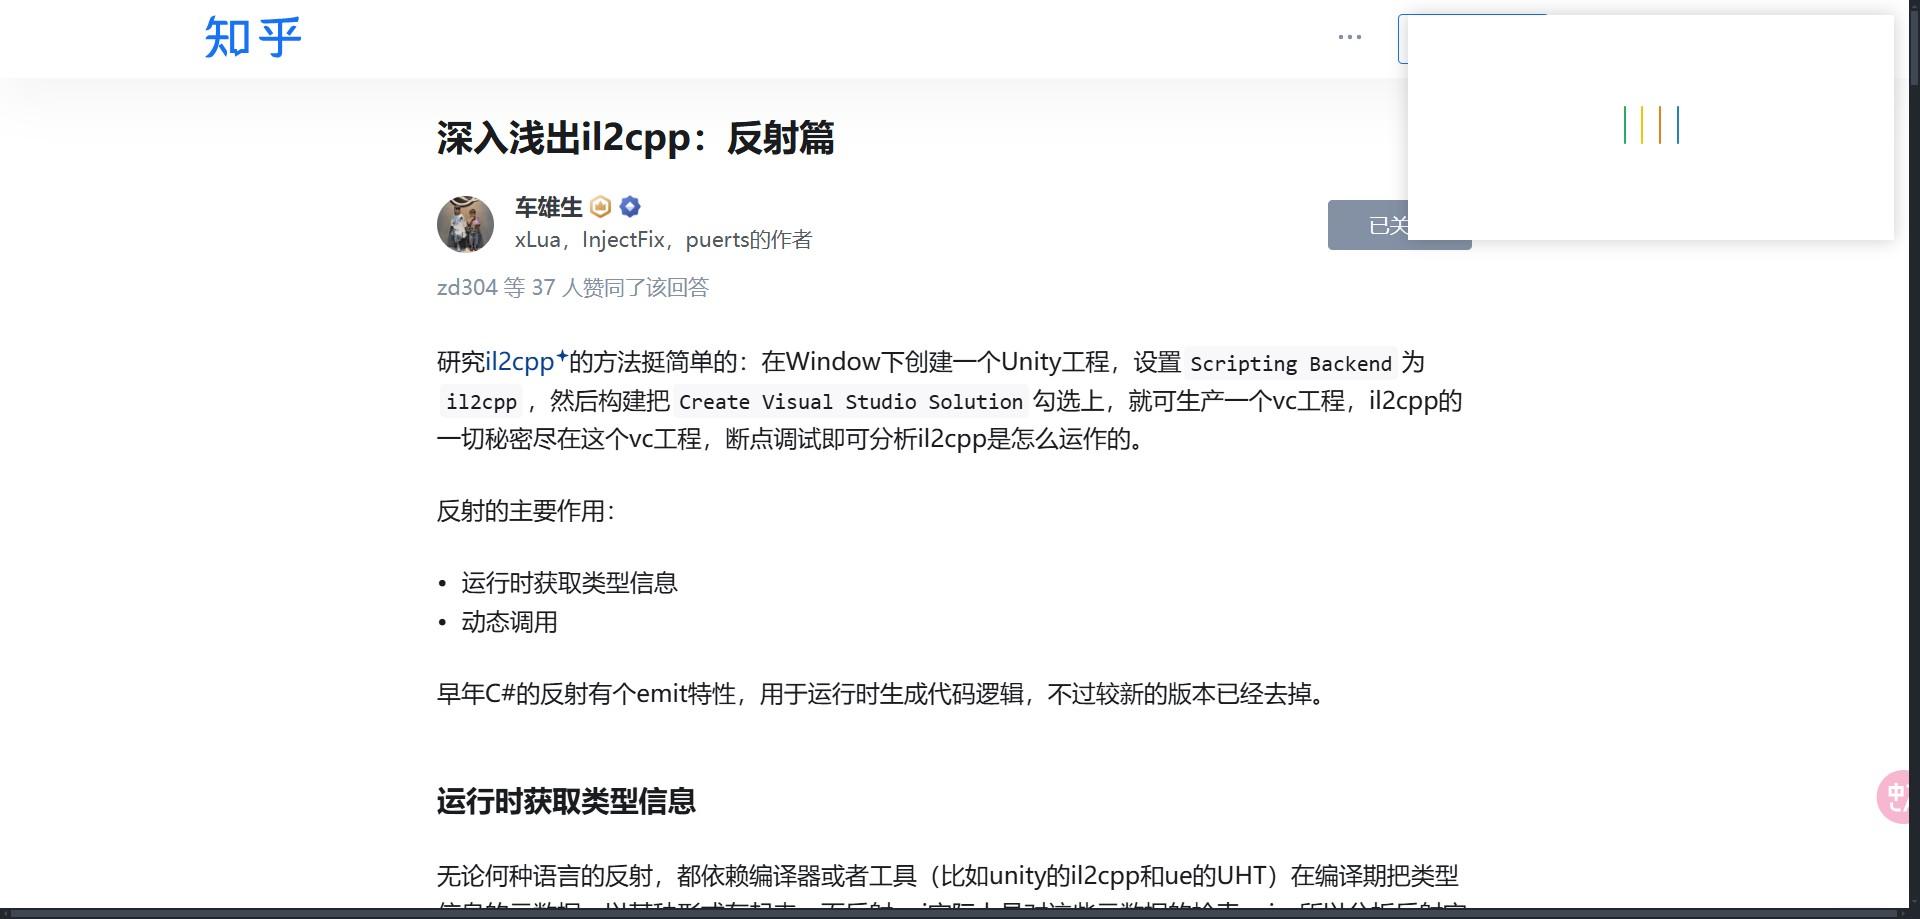 知乎
深入浅出il2cpp：反射篇
车雄生
xLua，InjectFix，puerts的作者
已关
zd304 等 37 人赞同了该回答
研究il2cpp的方法挺简单的：在Window下创建一个Unity工程，设置 Scripting Backend 为
il2cpp ，然后构建把 Create Visual Studio Solution 勾选上，就可生产一个vc工程，il2cpp的
一切秘密尽在这个vc工程，断点调试即可分析il2cpp是怎么运作的。
反射的主要作用：
• 运行时获取类型信息
• 动态调用
早年C#的反射有个emit特性，用于运行时生成代码逻辑，不过较新的版本已经去掉。
运行时获取类型信息
无论何种语言的反射，都依赖编译器或者工具（比如unity的il2cpp和ue的UHT）在编译期把类型
中